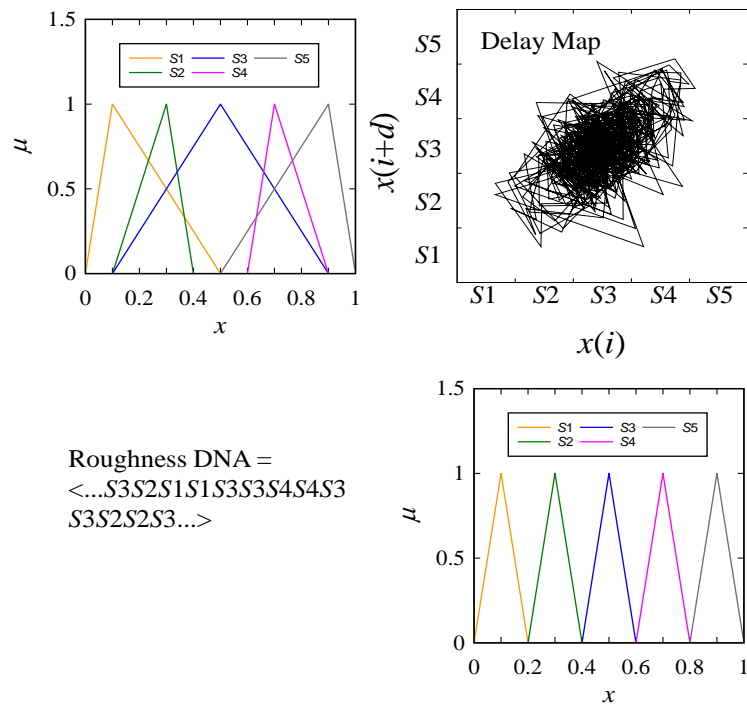 1.5
1
0.5
0
μ
S1 S3 S5
S2 S4
0 0.2 0.4 0.6 0.8 1
x
Delay Map
x(i+d)
S5
S4
S3
S2
S1
S1 S2 S3 S4 S5
x(i)
Roughness DNA =
<...S3S2S1S1S3S3S4S4S3
S3S2S2S3...>
1.5
1
0.5
0
μ
S1 S3 S5
S2 S4
0 0.2 0.4 0.6 0.8 1
x